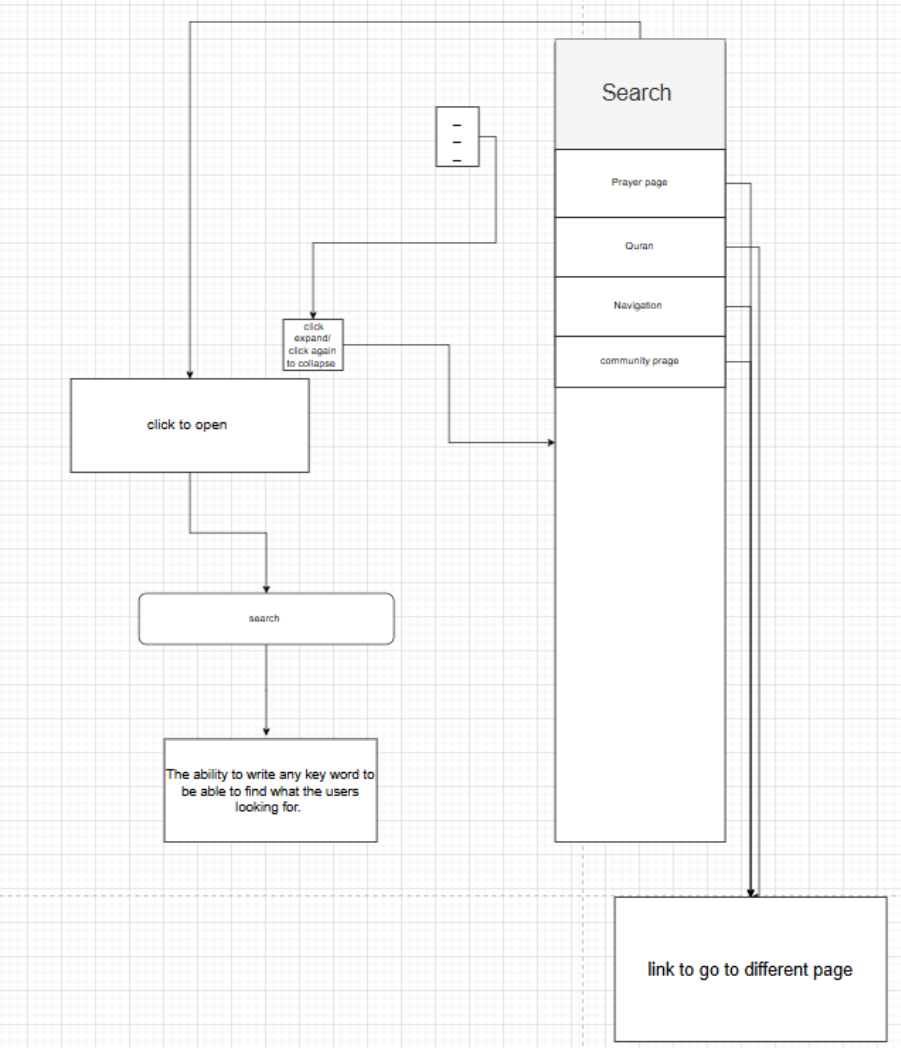 Search
–
–
–
Prayer page
Quran
Navigation
community prage
click
expand/
click again
to collapse
click to open
search
The ability to write any key word to
be able to find what the users
looking for.
link to go to different page